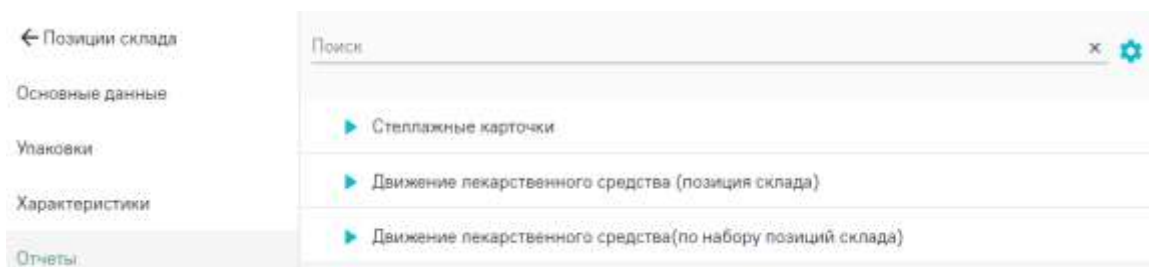 ← Позиции склада
Основные данные
Упаковки
Характеристики
Отчеты
Поиск
Стеллажные карточки
Движение лекарственного средства (позиция склада)
Движение лекарственного средства(по набору позиций склада)